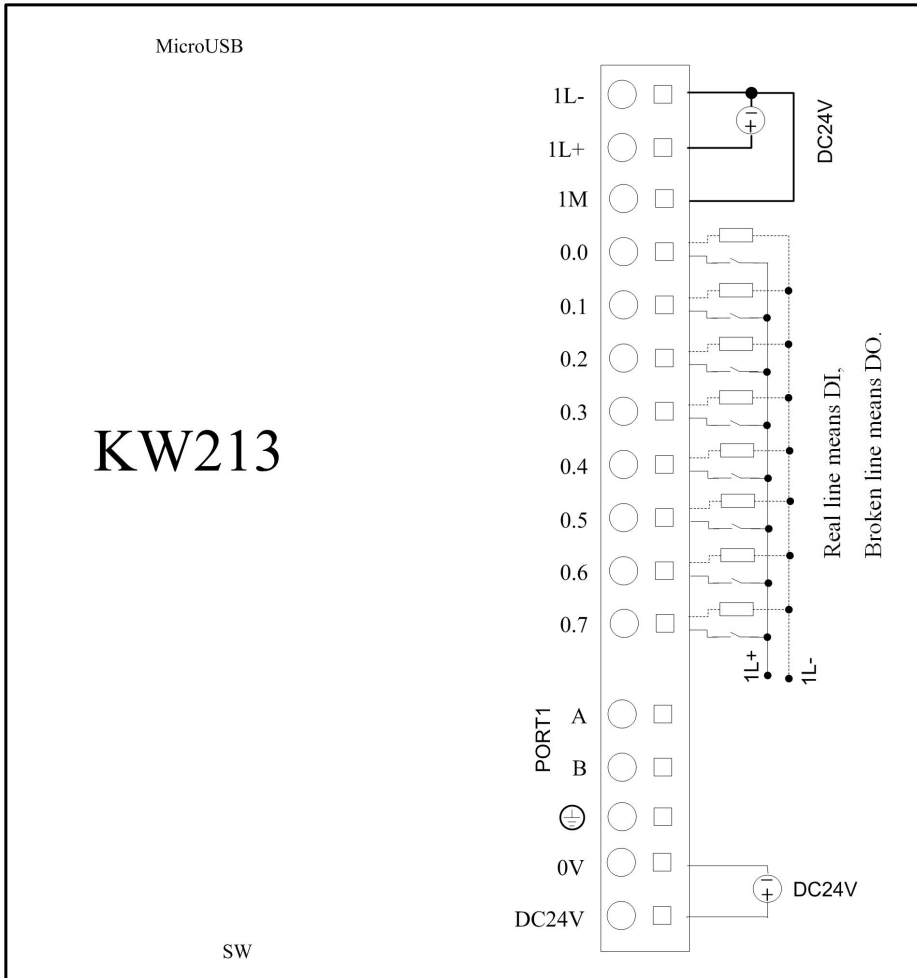 MicroUSB
1L-
1L+
1M
DC24V
0.0
0.1
0.2
0.3
0.4
0.5
0.6
0.7
KW213
Real line means DI,
Broken line means DO.
1L+
1L-
PORT1
A
B
0V
DC24V
DC24V
SW